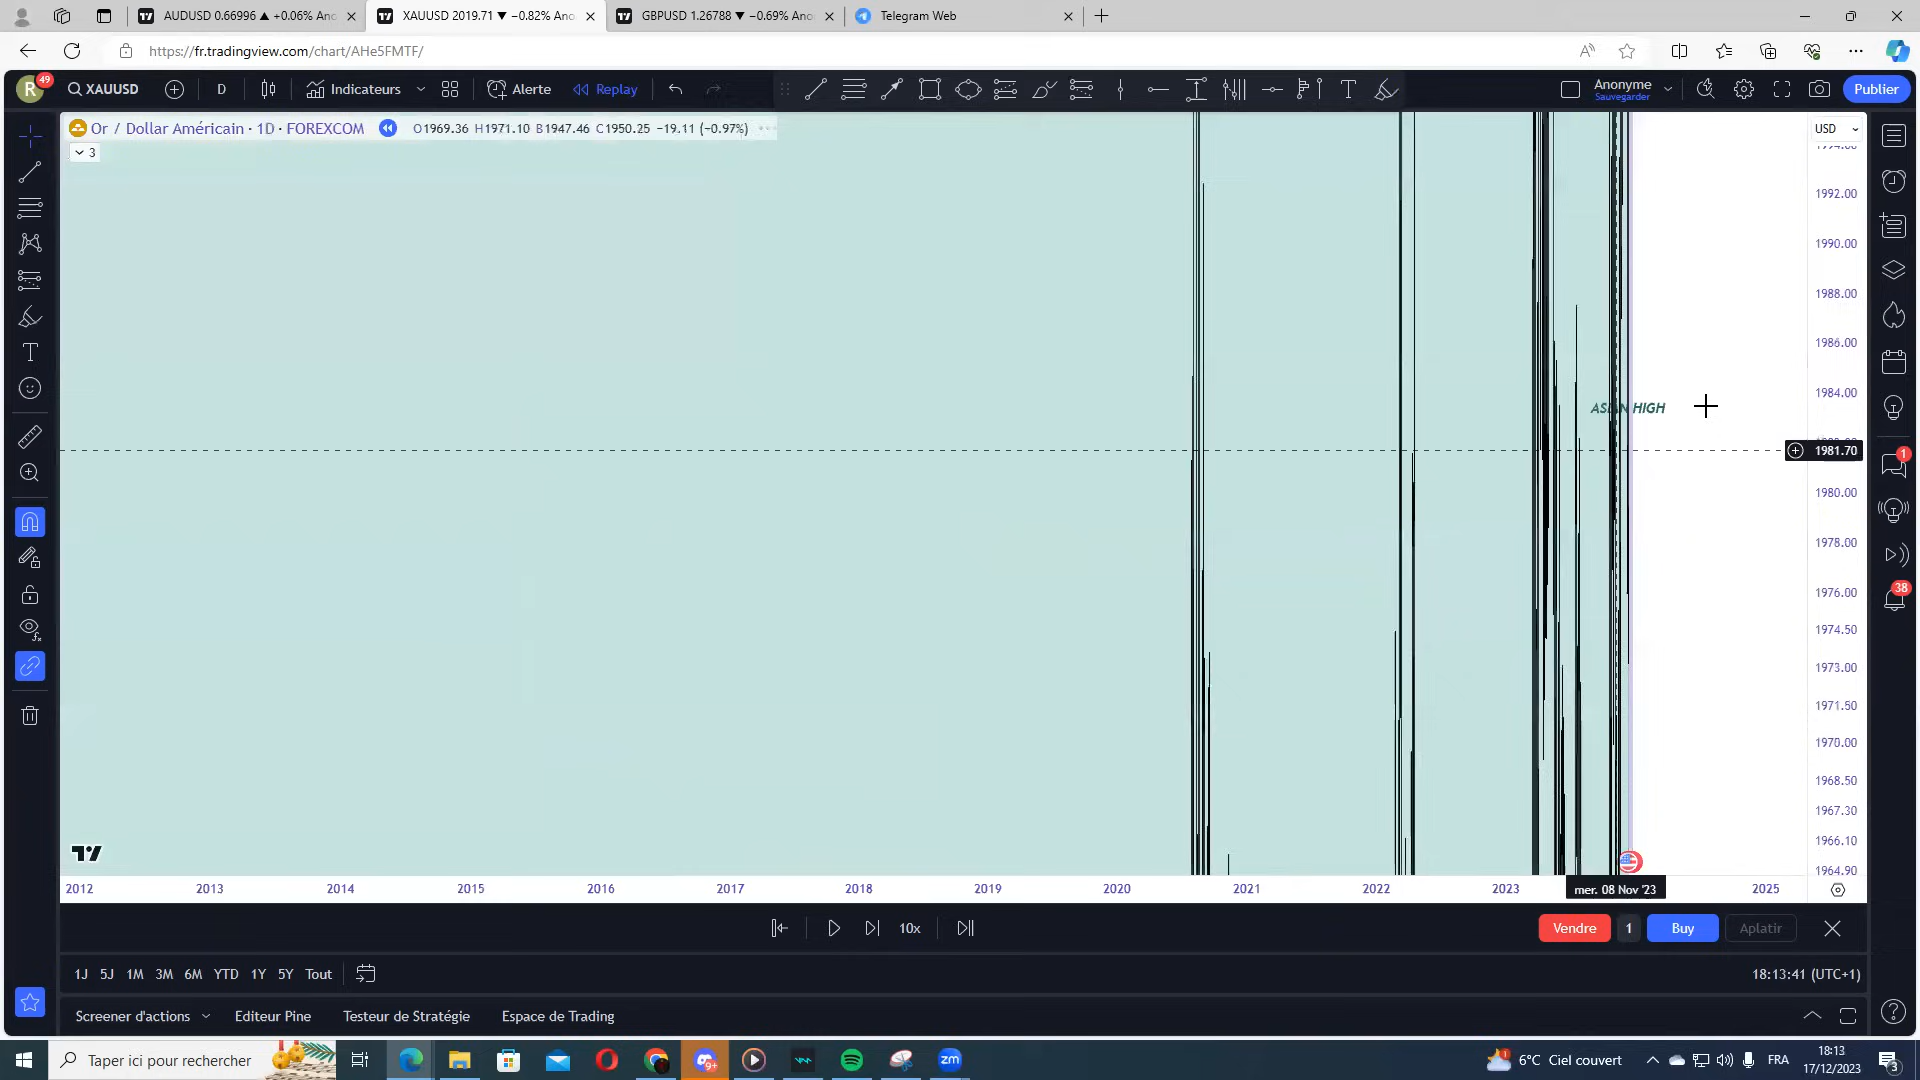 AUDUSD 0.66996 ▲ +0.06% Ano
XAUUSD 2019.71 ▼ −0.82% Ano
GBPUSD 1.26788 ▼ −0.69% Ano
Telegram Web
https://fr.tradingview.com/chart/AHe5FMTF/
R 49
XAUUSD
D
Indicateurs
Alerte
Replay
Anonyme
Sauvegarder
Publier
Or / Dollar Américain · 1D · FOREXCOM
O1969.36 H1971.10 B1947.46 C1950.25 −19.11 (−0.97%)
USD
3
1992.00
1990.00
1988.00
1986.00
1984.00
ASIAN HIGH
1981.70
1980.00
1978.00
1976.00
1974.50
1973.00
1971.50
1970.00
1968.50
1967.30
1966.10
1964.90
1
38
2012 2013 2014 2015 2016 2017 2018 2019 2020 2021 2022 2023 mer. 08 Nov '23 2025
10x
Vendre 1 Buy Aplatir
1J 5J 1M 3M 6M YTD 1Y 5Y Tout
18:13:41 (UTC+1)
Screener d'actions
Editeur Pine
Testeur de Stratégie
Espace de Trading
Taper ici pour rechercher
9+
zm
6°C Ciel couvert
FRA
18:13
17/12/2023
3